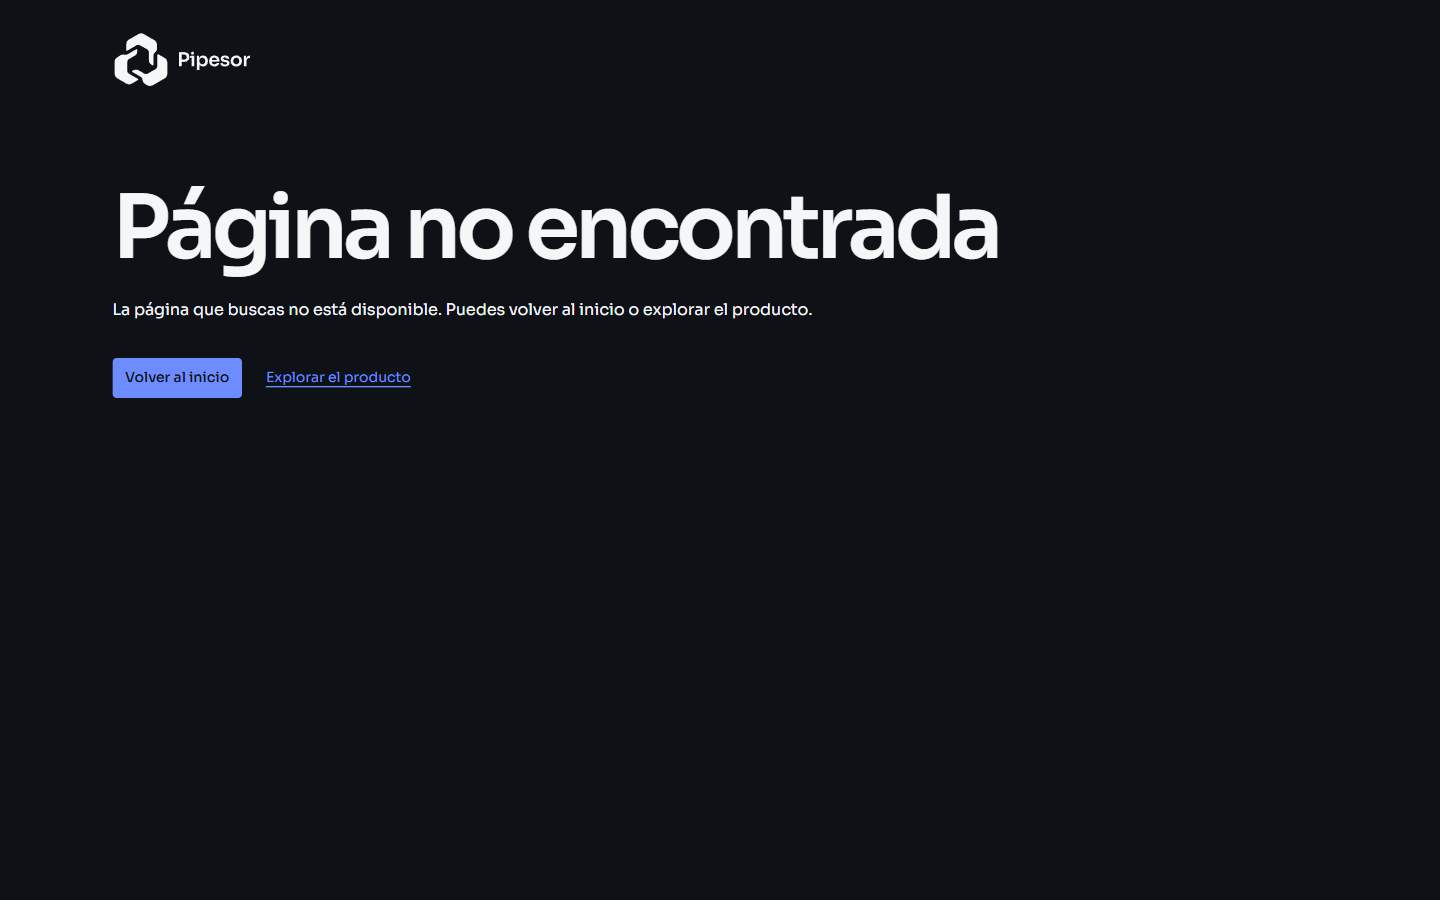 Pipesor
Página no encontrada
La página que buscas no está disponible. Puedes volver al inicio o explorar el producto.
Volver al inicio
Explorar el producto